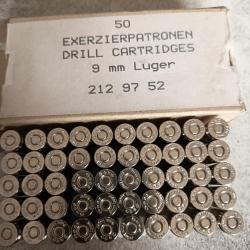 50
EXERZIERPATRONEN
DRILL CARTRIDGES
9 mm Luger
212 97 52